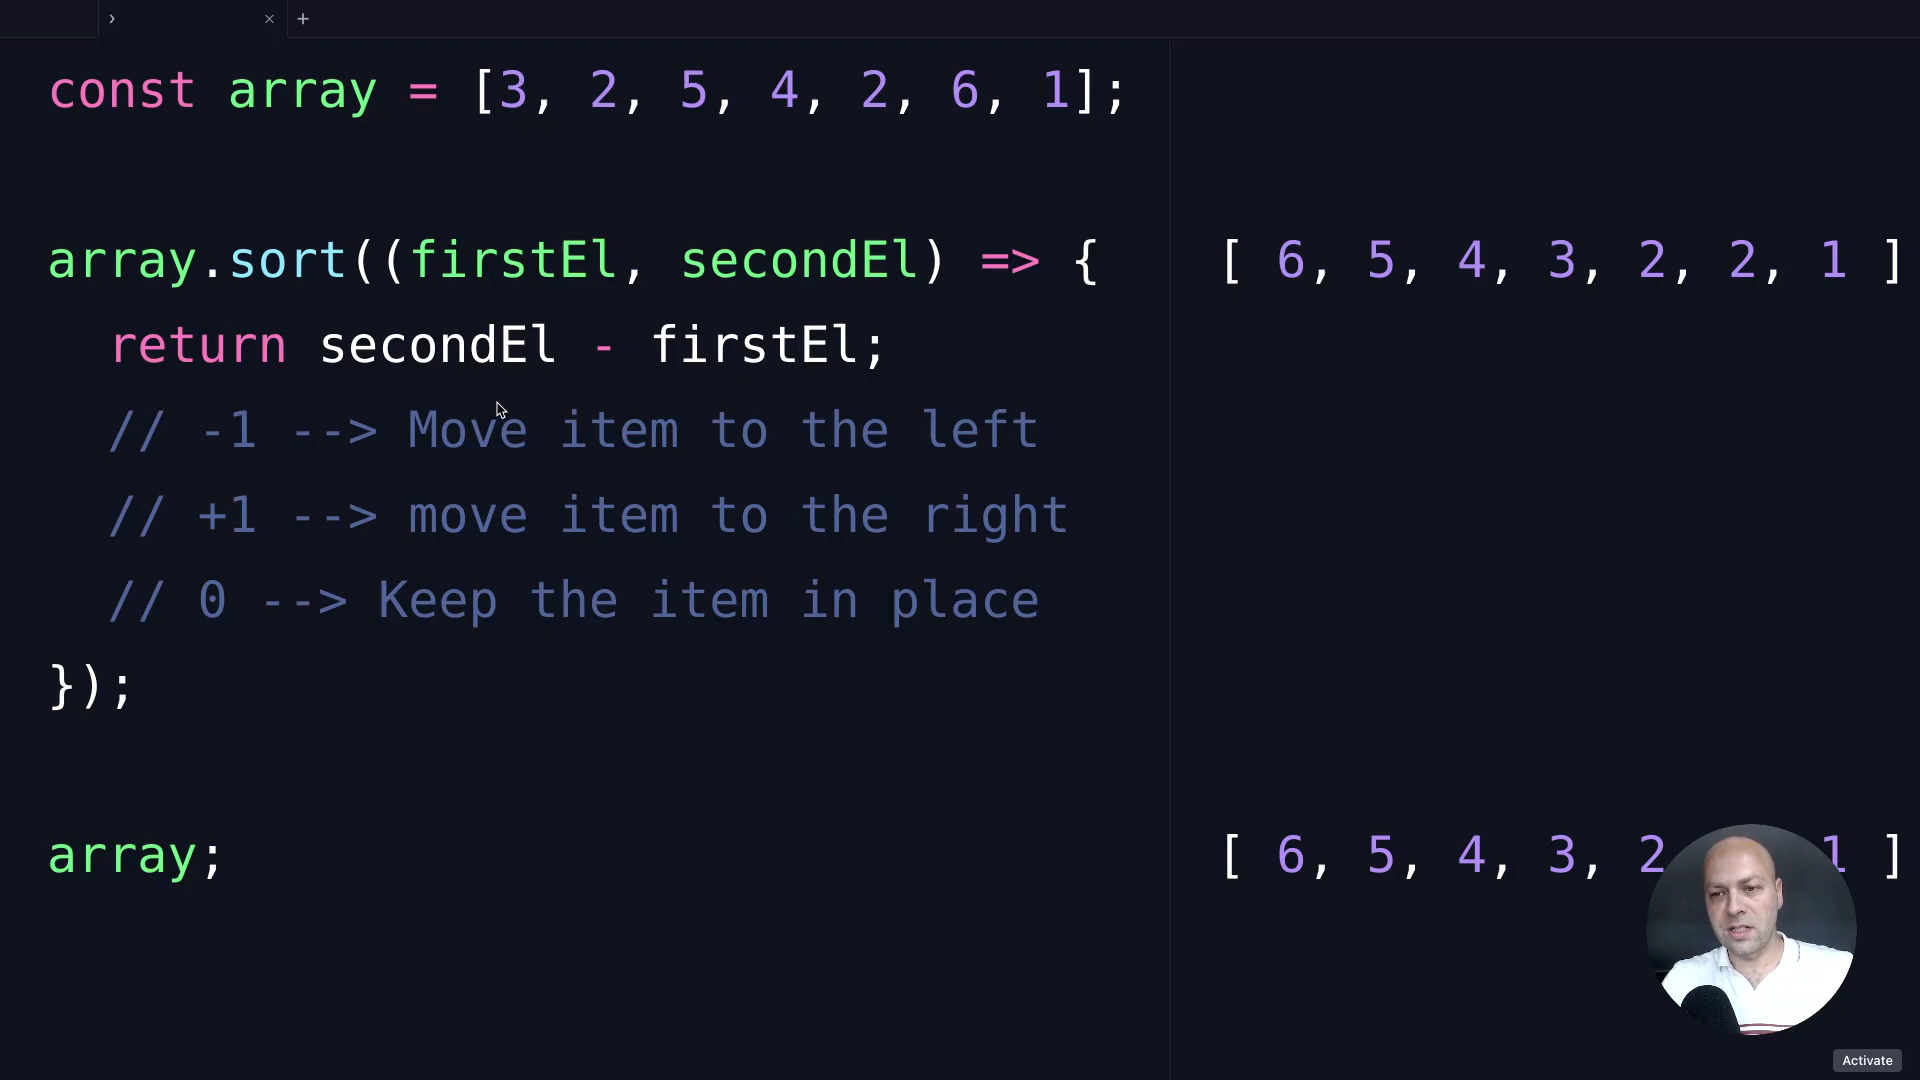 const array = [3, 2, 5, 4, 2, 6, 1];
array.sort((firstEl, secondEl) => { [ 6, 5, 4, 3, 2, 2, 1 ]
return secondEl - firstEl;
// -1 --> Move item to the left
// +1 --> move item to the right
// 0 --> Keep the item in place
});
array; [ 6, 5, 4, 3, 2 1 ]
Activate